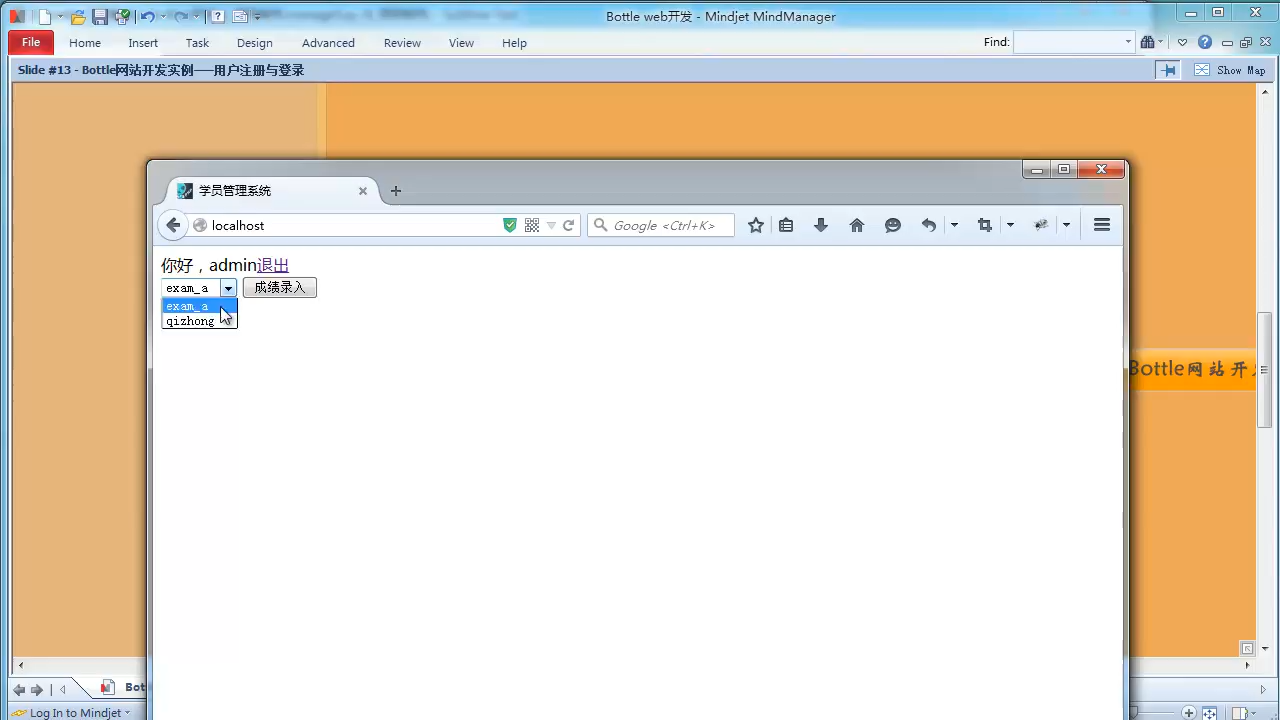 Bottle web开发 - Mindjet MindManager
File Home Insert Task Design Advanced Review View Help Find:
Slide #13 - Bottle网站开发实例——用户注册与登录 Show Map
学员管理系统
localhost Google <Ctrl+K>
你好，admin退出
exam_a 成绩录入
exam_a
qizhong
Bottle网站开
Bot
Log In to Mindjet